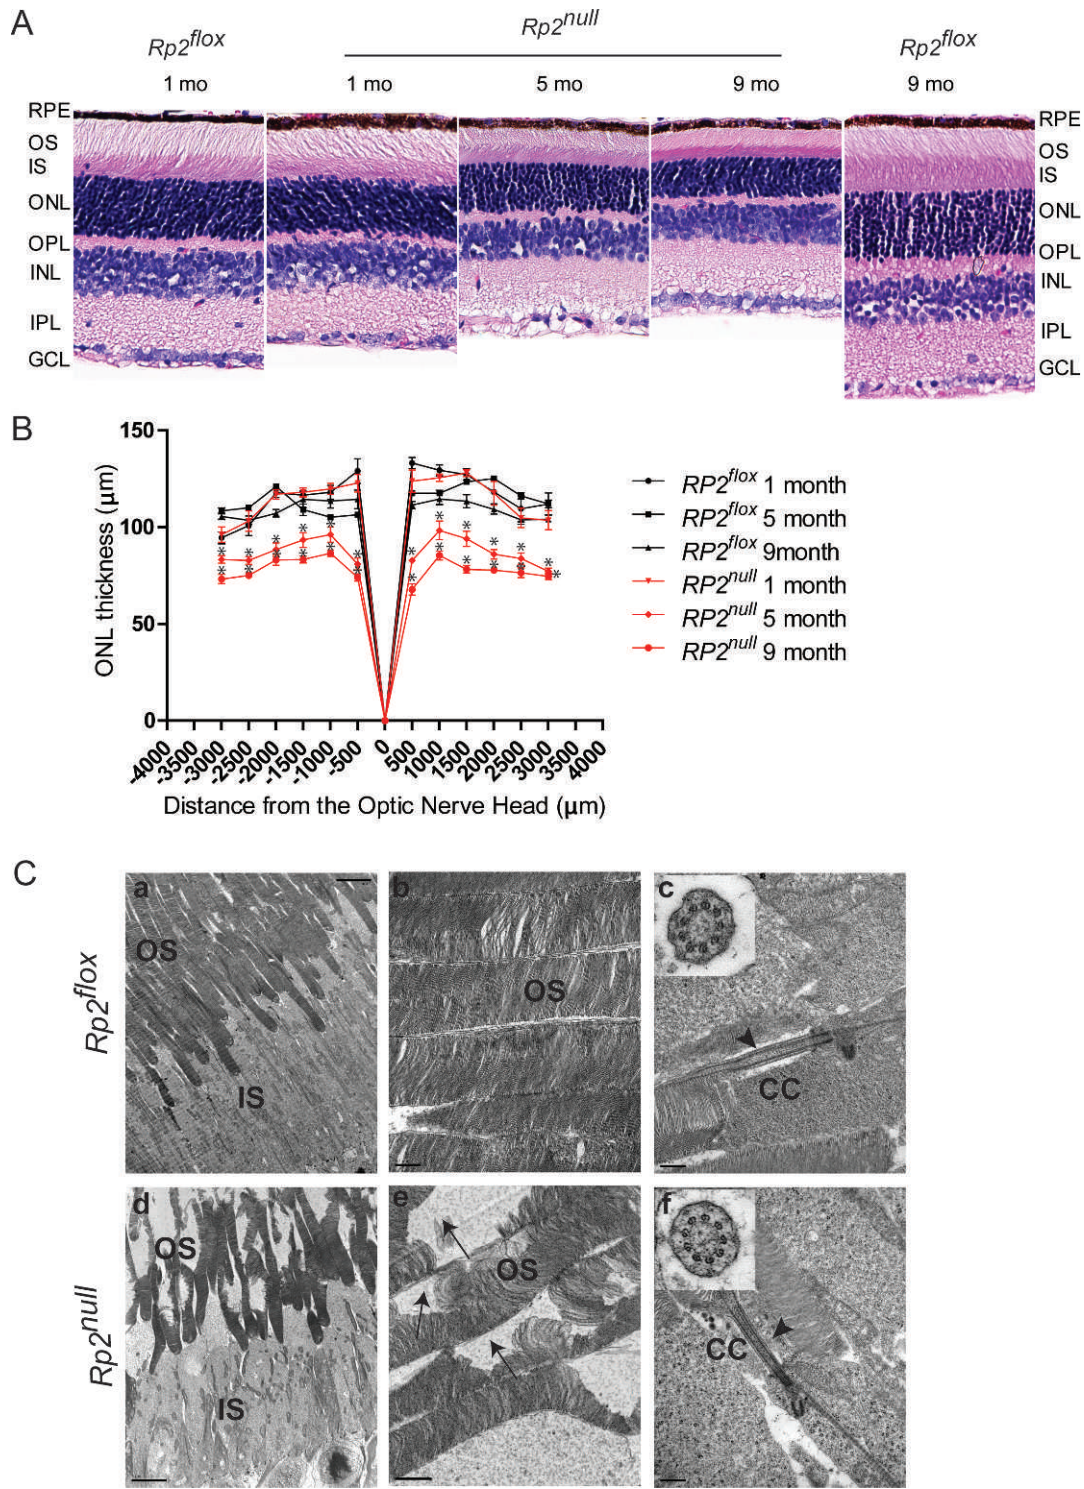 A
Rp2flox Rp2null Rp2flox
1 mo 1 mo 5 mo 9 mo 9 mo
RPE
OS
IS
ONL
OPL
INL
IPL
GCL
RPE
OS
IS
ONL
OPL
INL
IPL
GCL
B
ONL thickness (μm)
150
100
50
0
-4000 -3500 -3000 -2500 -2000 -1500 -1000 -500 0 500 1000 1500 2000 2500 3000 3500 4000
Distance from the Optic Nerve Head (μm)
RP2flox 1 month
RP2flox 5 month
RP2flox 9month
RP2null 1 month
RP2null 5 month
RP2null 9 month
C
Rp2flox
a OS IS
b OS
c CC
Rp2null
d OS IS
e OS
f CC